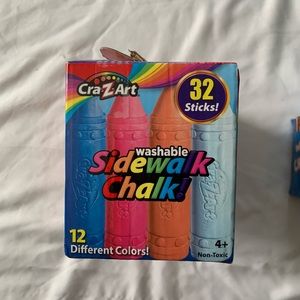 Cra-Z-Art
32
Sticks!
washable
Sidewalk
Chalk!
12
Different Colors!
4+
Non-Toxic